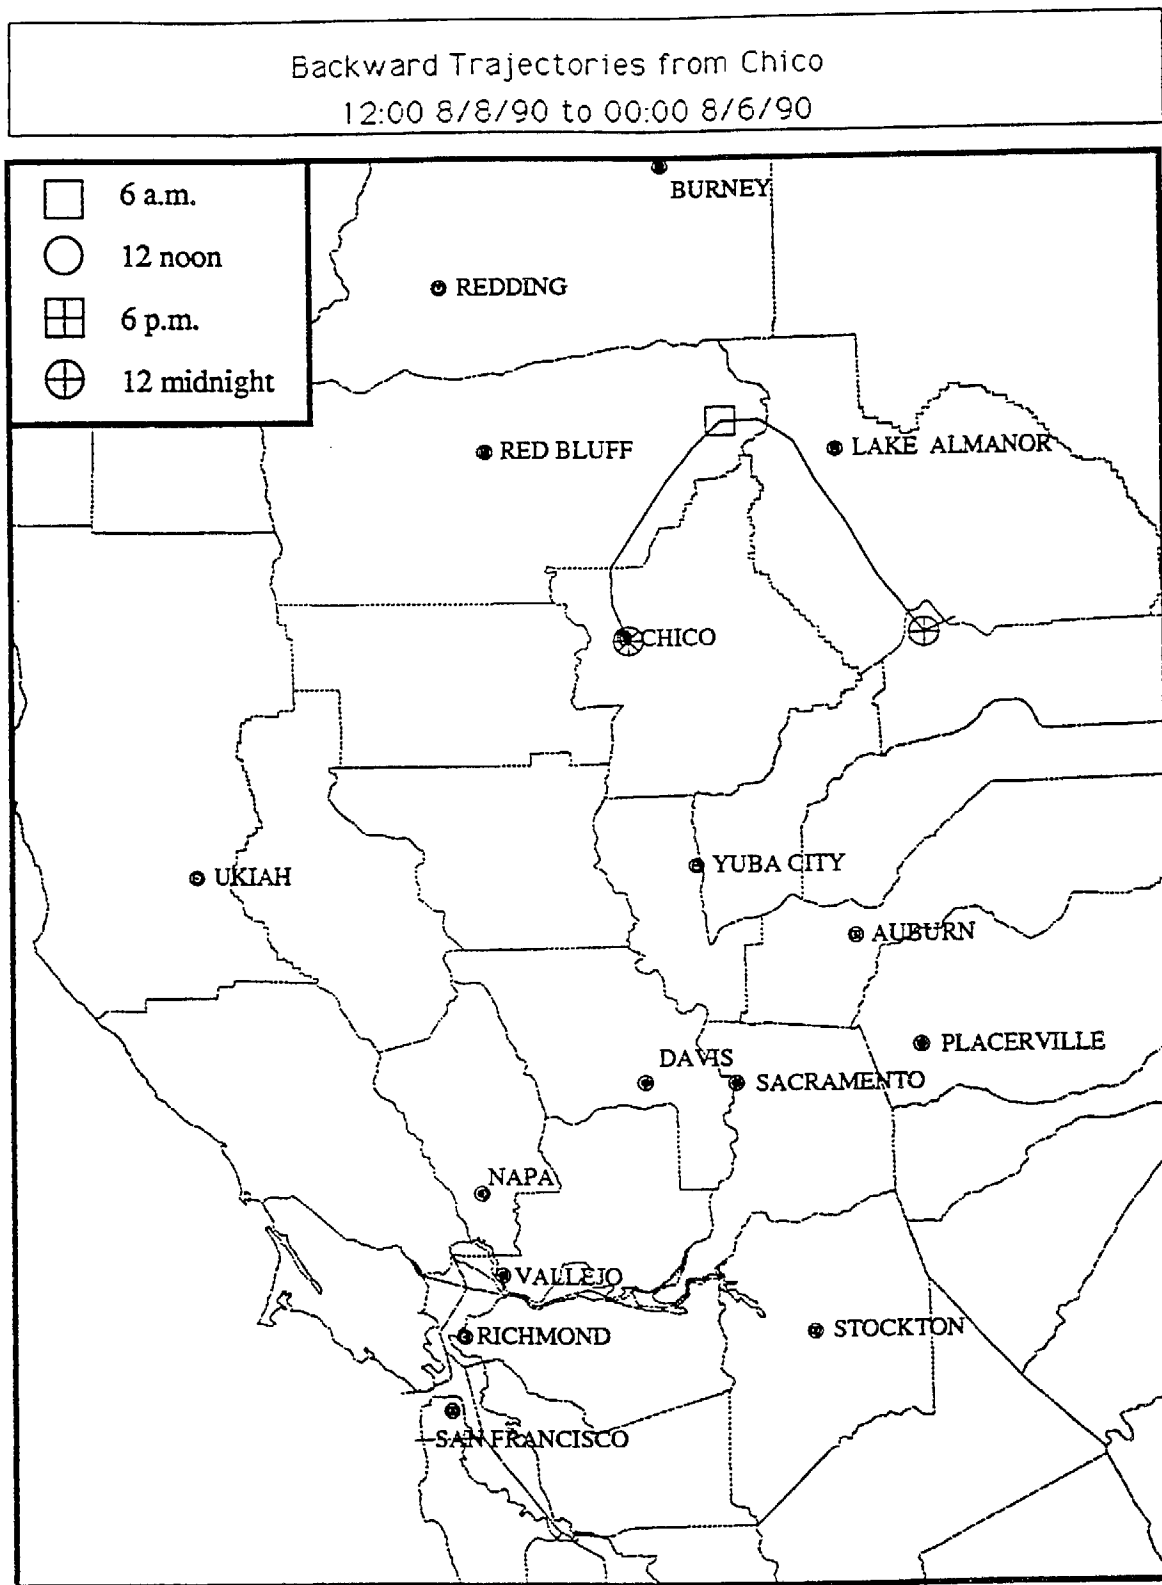 Backward Trajectories from Chico
12:00 8/8/90 to 00:00 8/6/90
6 a.m.
12 noon
6 p.m.
12 midnight
BURNEY
REDDING
RED BLUFF
LAKE ALMANOR
CHICO
UKIAH
YUBA CITY
AUBURN
PLACERVILLE
DAVIS
SACRAMENTO
NAPA
VALLEJO
RICHMOND
STOCKTON
SAN FRANCISCO